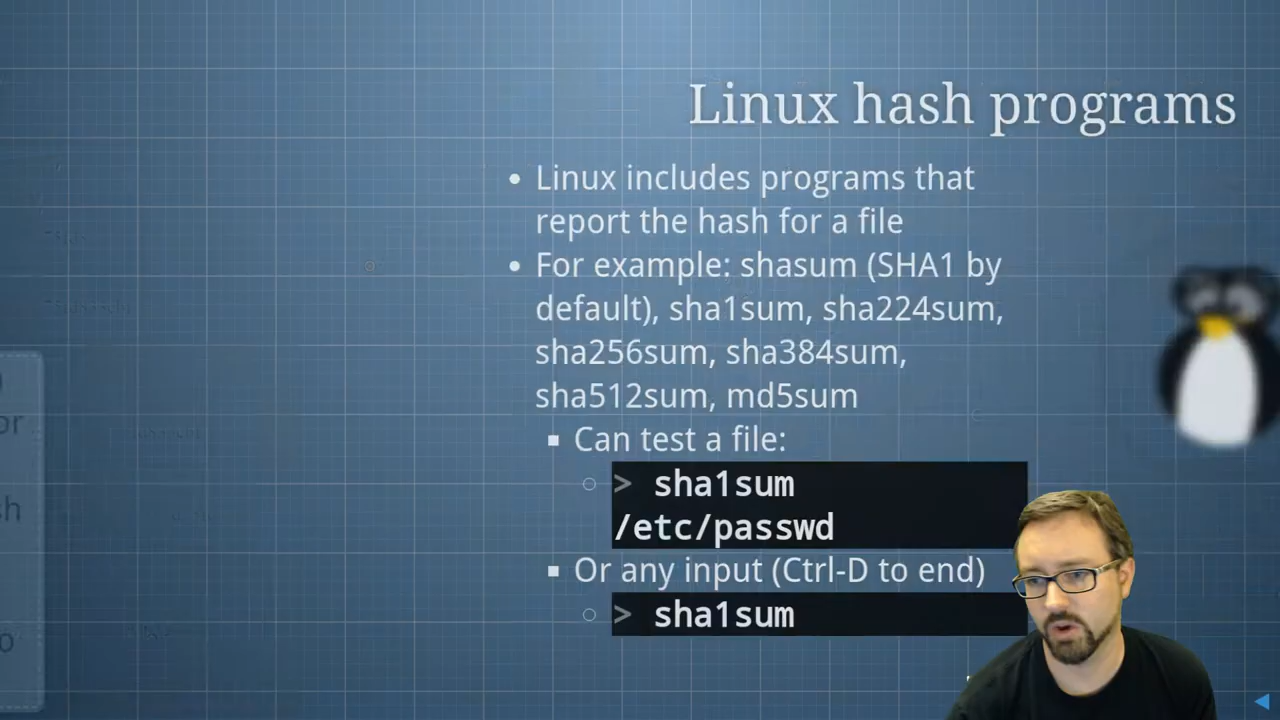 Linux hash programs
• Linux includes programs that
report the hash for a file
• For example: shasum (SHA1 by
default), sha1sum, sha224sum,
sha256sum, sha384sum,
sha512sum, md5sum
▪ Can test a file:
○ > sha1sum
/etc/passwd
▪ Or any input (Ctrl-D to end)
○ > sha1sum